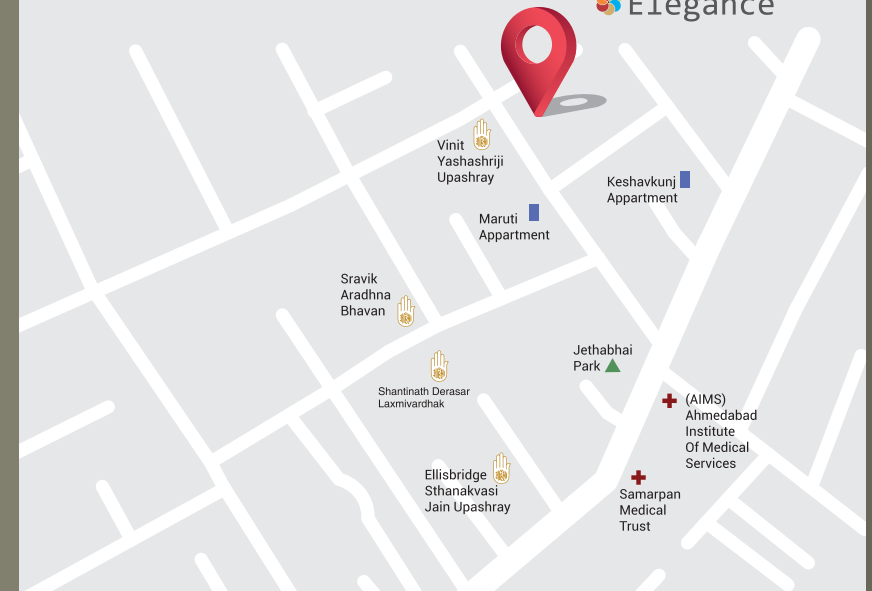 Elegance
Vinit
Yashashriji
Upashray
Keshavkunj
Appartment
Maruti
Appartment
Sravik
Aradhna
Bhavan
Jethabhai
Park
Shantinath Derasar
Laxmivardhak
(AIMS)
Ahmedabad
Institute
Of Medical
Services
Ellisbridge
Sthanakvasi
Jain Upashray
Samarpan
Medical
Trust